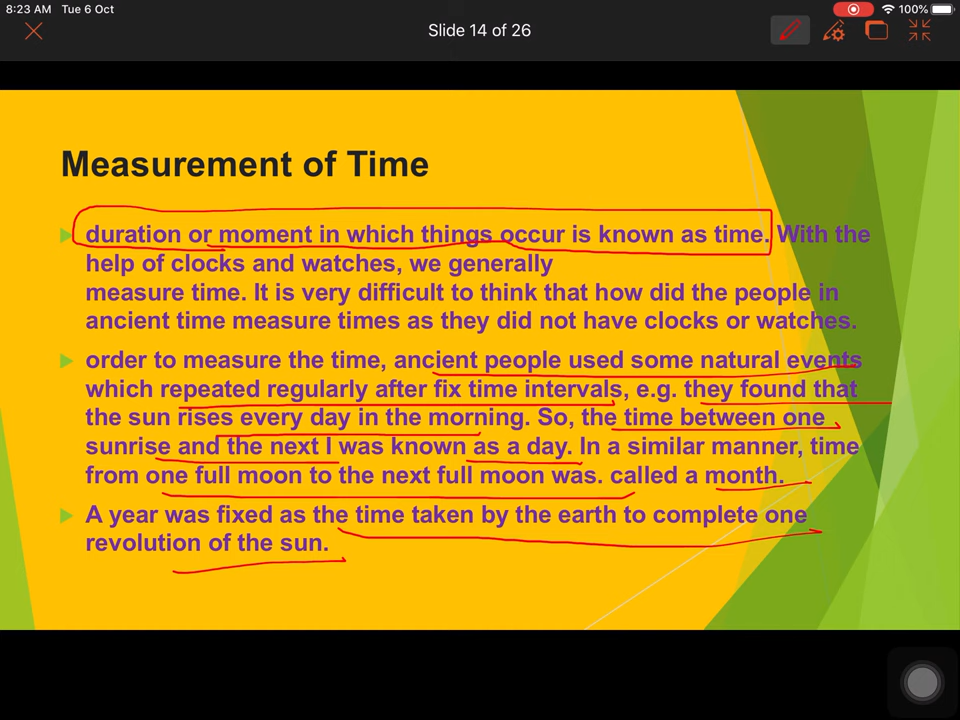 8:23 AM Tue 6 Oct
100%
Slide 14 of 26
Measurement of Time
duration or moment in which things occur is known as time. With the
help of clocks and watches, we generally
measure time. It is very difficult to think that how did the people in
ancient time measure times as they did not have clocks or watches.
order to measure the time, ancient people used some natural events
which repeated regularly after fix time intervals, e.g. they found that
the sun rises every day in the morning. So, the time between one
sunrise and the next I was known as a day. In a similar manner, time
from one full moon to the next full moon was. called a month.
A year was fixed as the time taken by the earth to complete one
revolution of the sun.